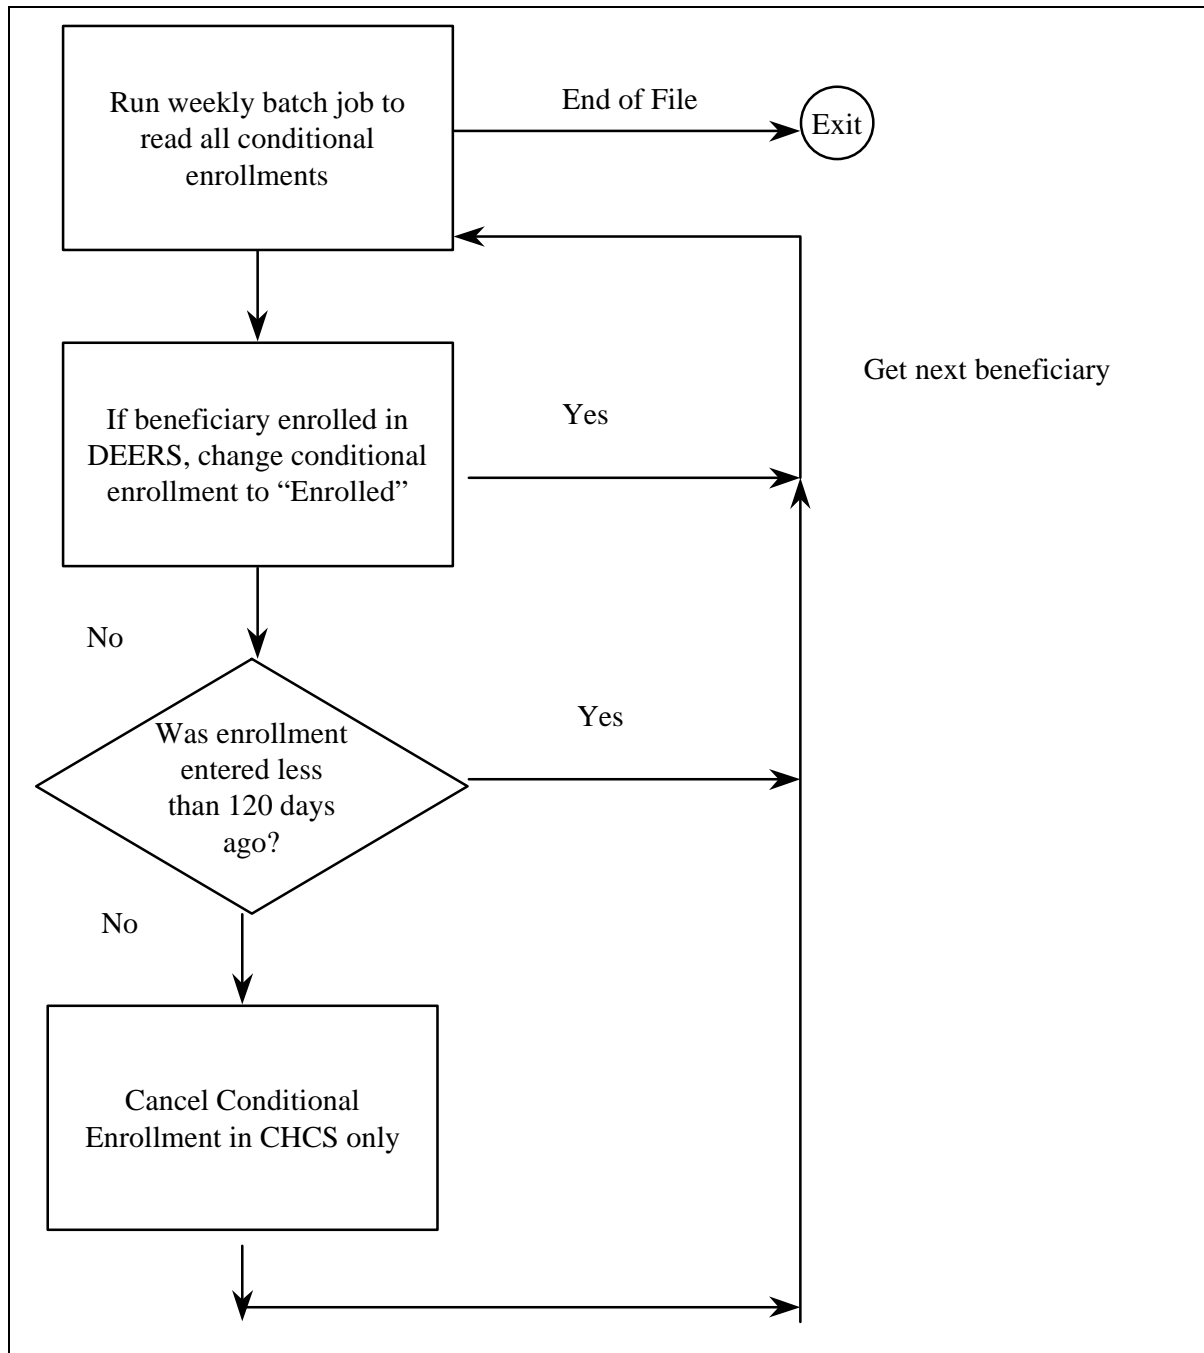 Run weekly batch job to
read all conditional
enrollments
End of File
Exit
Get next beneficiary
If beneficiary enrolled in
DEERS, change conditional
enrollment to “Enrolled”
Yes
No
Was enrollment
entered less
than 120 days
ago?
Yes
No
Cancel Conditional
Enrollment in CHCS only